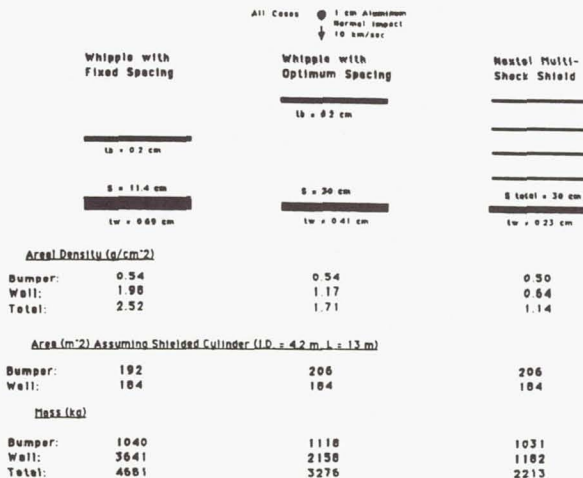 All Cases
1 cm Aluminum
Normal Impact
10 km/sec
Whipple with
Fixed Spacing
Whipple with
Optimum Spacing
Nextel Multi-
Shock Shield
tb = 0.2 cm
tb = 0.2 cm
S = 11.4 cm
S = 30 cm
S total = 30 cm
tw = 0.69 cm
tw = 0.41 cm
tw = 0.23 cm
Areal Density (g/cm^2)
Bumper: 0.54 0.54 0.50
Wall: 1.98 1.17 0.64
Total: 2.52 1.71 1.14
Area (m^2) Assuming Shielded Cylinder (I.D. = 4.2 m, L = 13 m)
Bumper: 192 206 206
Wall: 184 184 184
Mass (kg)
Bumper: 1040 1118 1031
Wall: 3641 2158 1182
Total: 4681 3276 2213